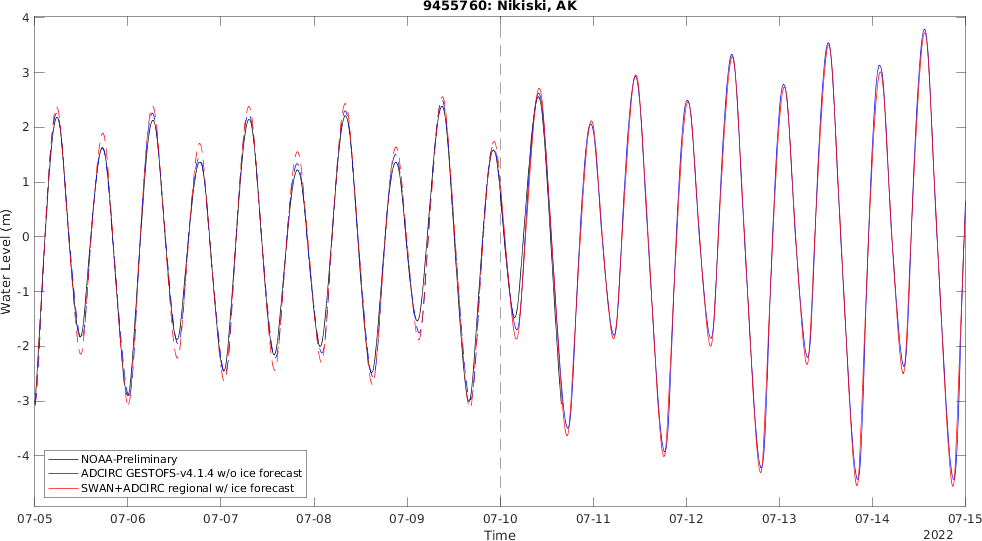 9455760: Nikiski, AK
4
3
2
1
0
-1
-2
-3
-4
Water Level (m)
NOAA-Preliminary
ADCIRC GESTOFS-v4.1.4 w/o ice forecast
SWAN+ADCIRC regional w/ ice forecast
07-05 07-06 07-07 07-08 07-09 07-10 07-11 07-12 07-13 07-14 07-15
Time
2022